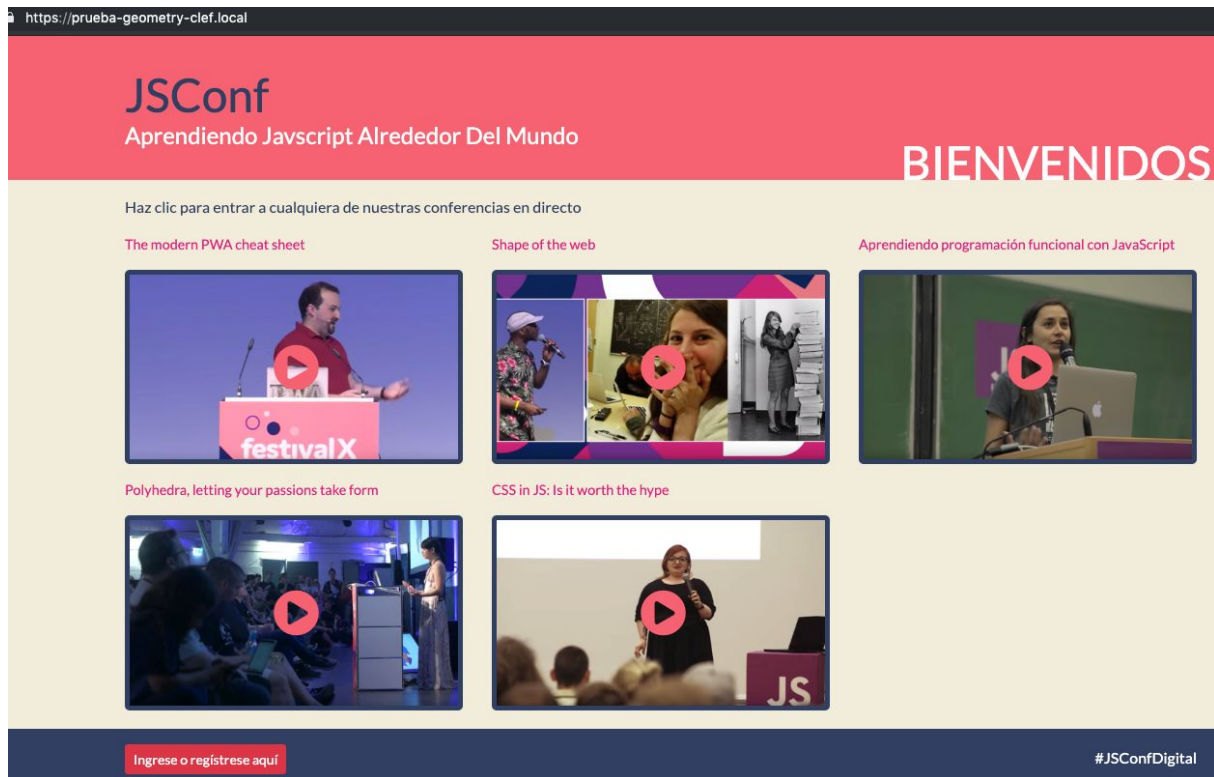 https://prueba-geometry-clef.local
JSConf
Aprendiendo Javscript Alrededor Del Mundo
BIENVENIDOS
Haz clic para entrar a cualquiera de nuestras conferencias en directo
The modern PWA cheat sheet
Shape of the web
Aprendiendo programación funcional con JavaScript
festivalX
Polyhedra, letting your passions take form
CSS in JS: Is it worth the hype
JS
Ingrese o regístrese aquí
#JSConfDigital